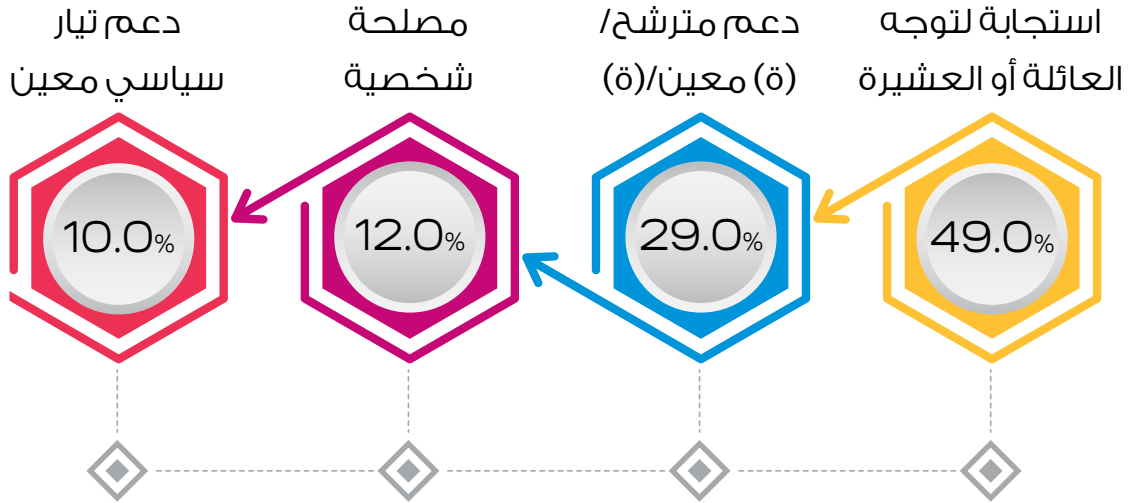 استجابة لتوجه
العائلة أو العشيرة
49.0%
دعم مترشح/
(ة) معين/(ة)
29.0%
مصلحة
شخصية
12.0%
دعم تيار
سياسي معين
10.0%